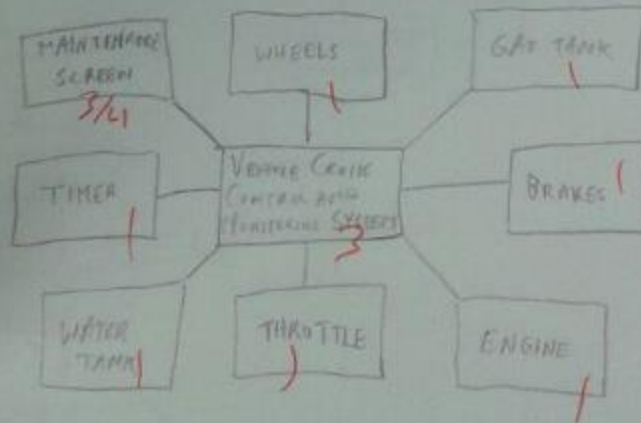 MAINTENANCE
SCREEN
3/4
WHEELS
1
GAS TANK
1
TIMER
1
VEHICLE CRUISE
CONTROL AND
MONITORING SYSTEM
3
BRAKES 1
WATER
TANK 1
THROTTLE
1
ENGINE
1